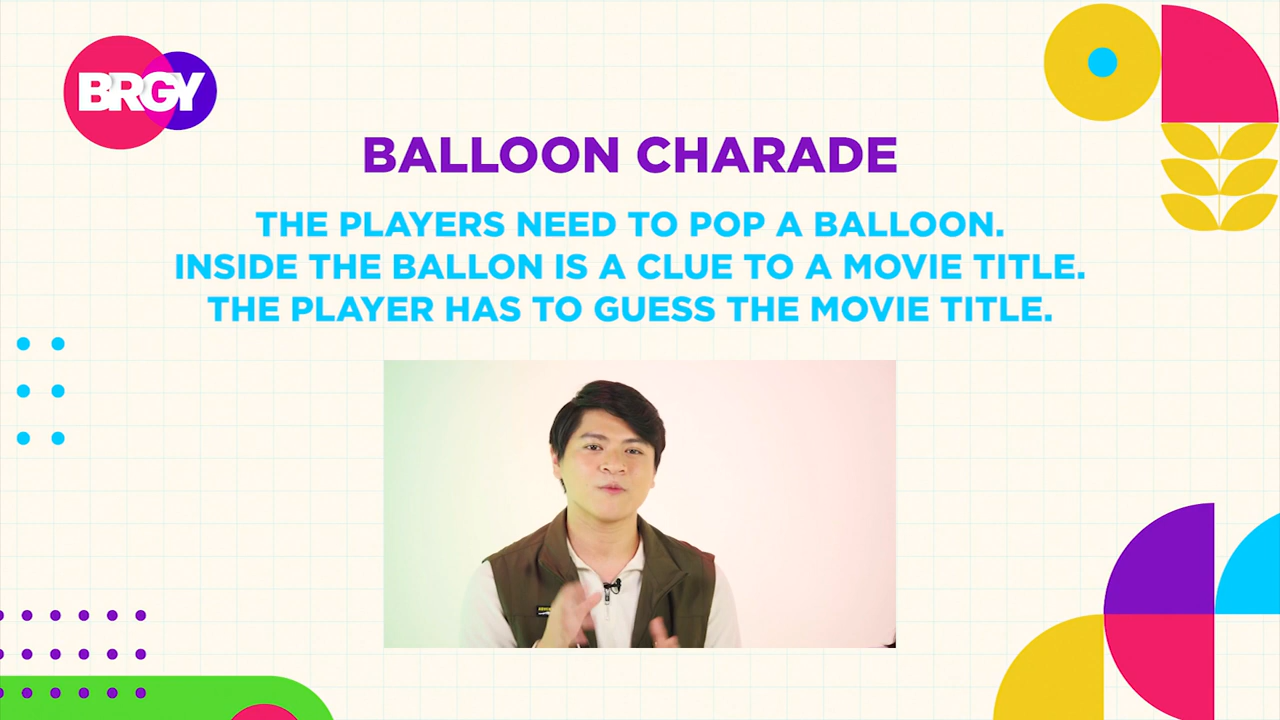 BRGY
BALLOON CHARADE
THE PLAYERS NEED TO POP A BALLOON.
INSIDE THE BALLON IS A CLUE TO A MOVIE TITLE.
THE PLAYER HAS TO GUESS THE MOVIE TITLE.